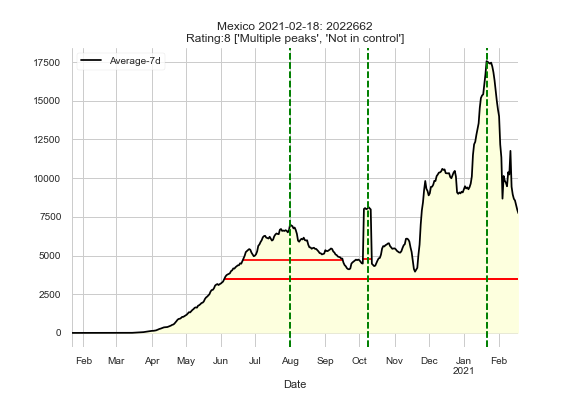 Mexico 2021-02-18: 2022662
Rating:8 ['Multiple peaks', 'Not in control']
Average-7d
17500
15000
12500
10000
7500
5000
2500
0
Feb Mar Apr May Jun Jul Aug Sep Oct Nov Dec Jan Feb
2021
Date